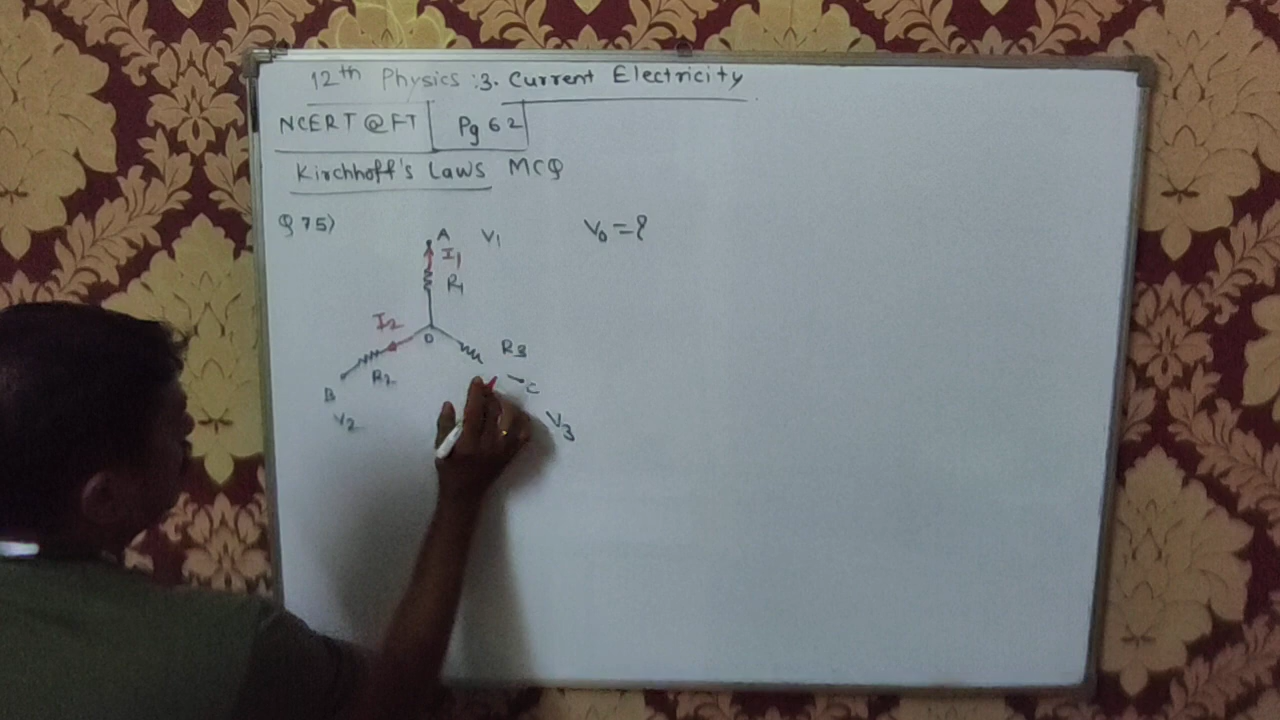 12th Physics :3. Current Electricity
NCERT @ FT Pg 62
Kirchhoff's Laws MCQ
Q 75)
A V1 V0 = ?
I1
R1
I2
O
R3
R2
C
B
V2 V3